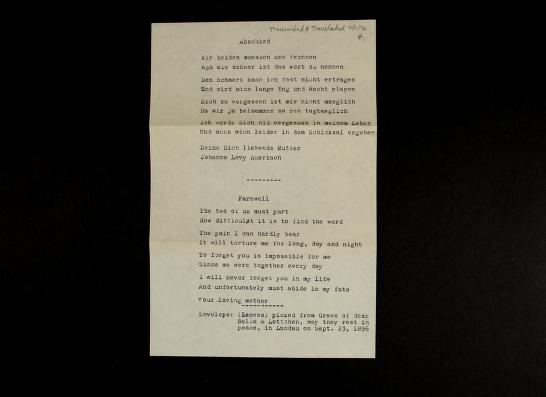 Transcribed & Translated
Abschied
Wir beiden muessen uns trennen
Ach wie schwer ist das Wort zu nennen
Den Schmerz kann ich fast nicht ertragen
Und wird mich lange Tag und Nacht plagen
Dich zu vergessen ist mir nicht moeglich
Da wir ja beisammen waren tagtaeglich
Ich werde Dich nie vergessen in meinem Leben
Und muss mich leider in dem Schicksal ergeben
Deine Dich liebende Mutter
Johanna Levy Auerbach
---------
Farewell
The two of us must part
How difficult it is to find the word
The pain I can hardly bear
It will torture me for long, day and night
To forget you is impossible for me
Since we were together every day
I will never forget you in my life
And unfortunately must abide in my fate
Your loving mother
-----------
Envelope: (Leaves) picked from Grave of dear
Bella & Lottchen, may they rest in
peace, in Landau on Sept. 23, 1896